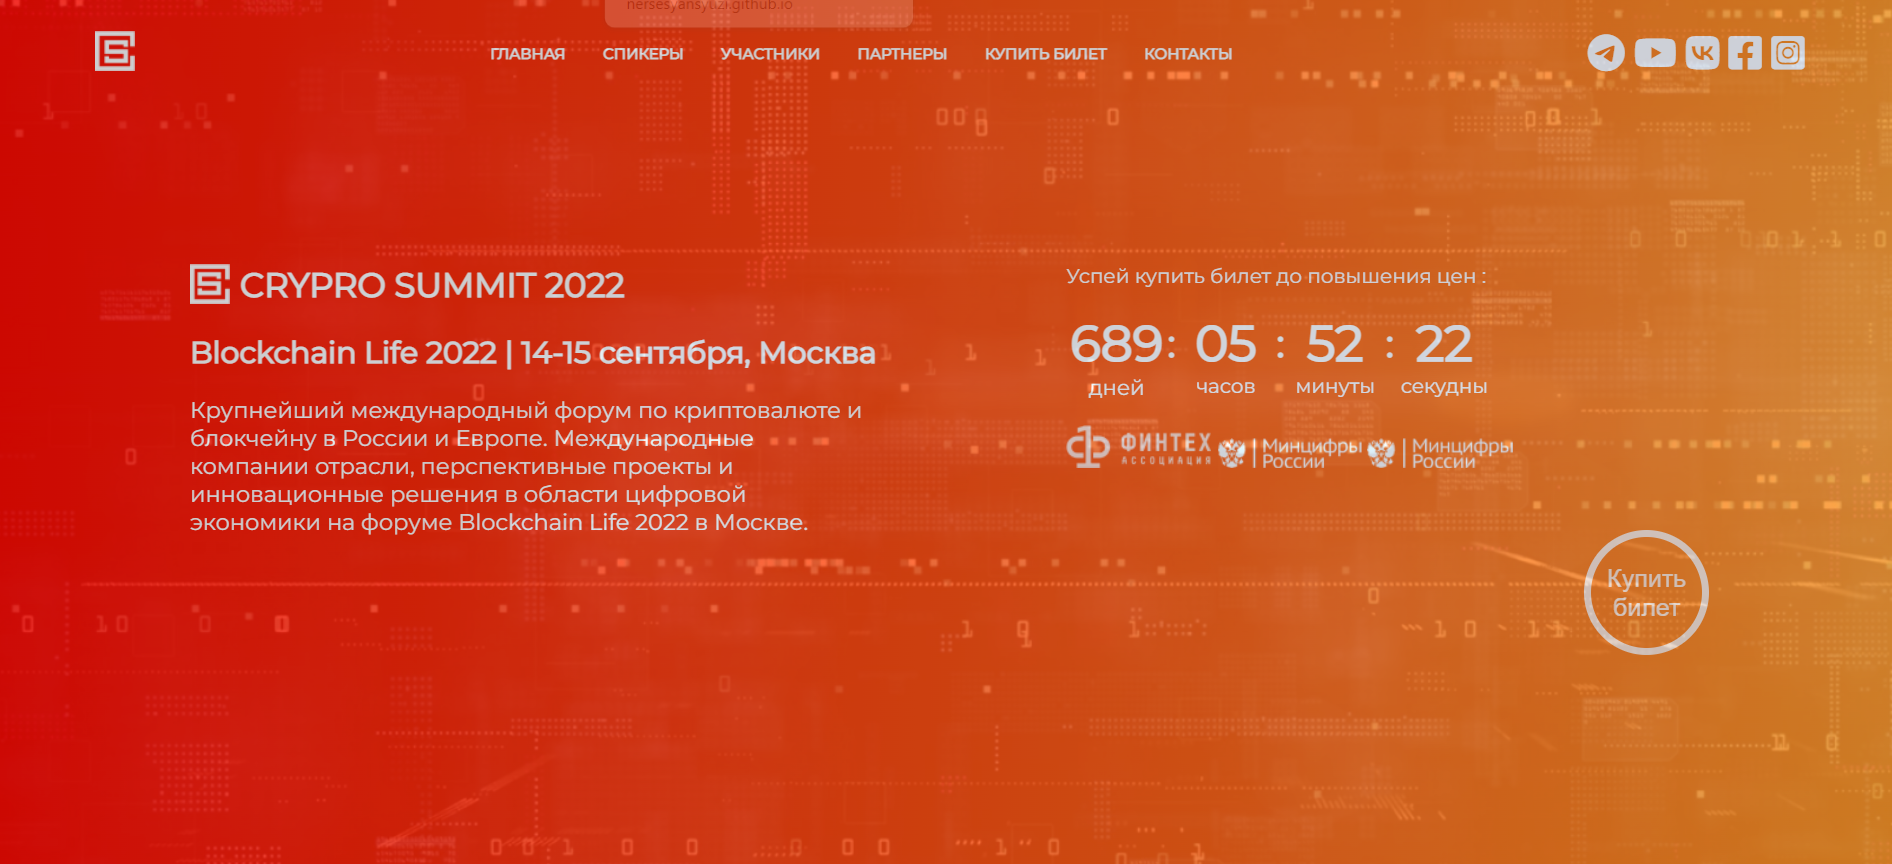 nersesyansyuzi.github.io
ГЛАВНАЯ СПИКЕРЫ УЧАСТНИКИ ПАРТНЕРЫ КУПИТЬ БИЛЕТ КОНТАКТЫ
CRYPRO SUMMIT 2022
Blockchain Life 2022 | 14-15 сентября, Москва
Крупнейший международный форум по криптовалюте и
блокчейну в России и Европе. Международные
компании отрасли, перспективные проекты и
инновационные решения в области цифровой
экономики на форуме Blockchain Life 2022 в Москве.
Успей купить билет до повышения цен :
689 : 05 : 52 : 22
дней часов минуты секудны
ФИНТЕХ
АССОЦИАЦИЯ
Минцифры
России
Минцифры
России
Купить
билет